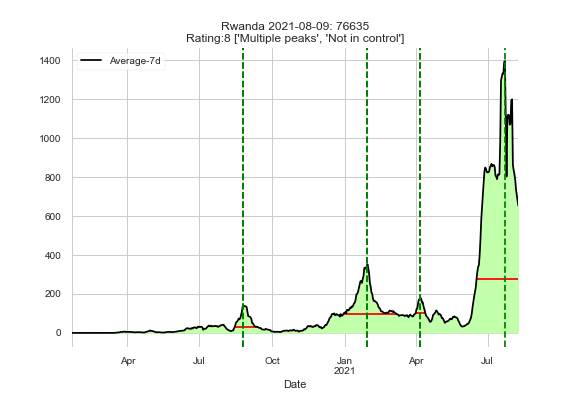 Rwanda 2021-08-09: 76635
Rating:8 ['Multiple peaks', 'Not in control']
Average-7d
1400
1200
1000
800
600
400
200
0
Apr Jul Oct Jan Apr Jul
2021
Date